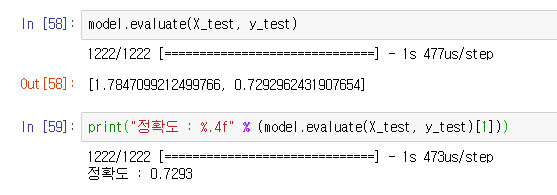 In [58]: model.evaluate(X_test, y_test)
1222/1222 [==============================] - 1s 477us/step
Out[58]: [1.7847099212499766, 0.7292962431907654]
In [59]: print("정확도 : %.4f" % (model.evaluate(X_test, y_test)[1]))
1222/1222 [==============================] - 1s 473us/step
정확도 : 0.7293